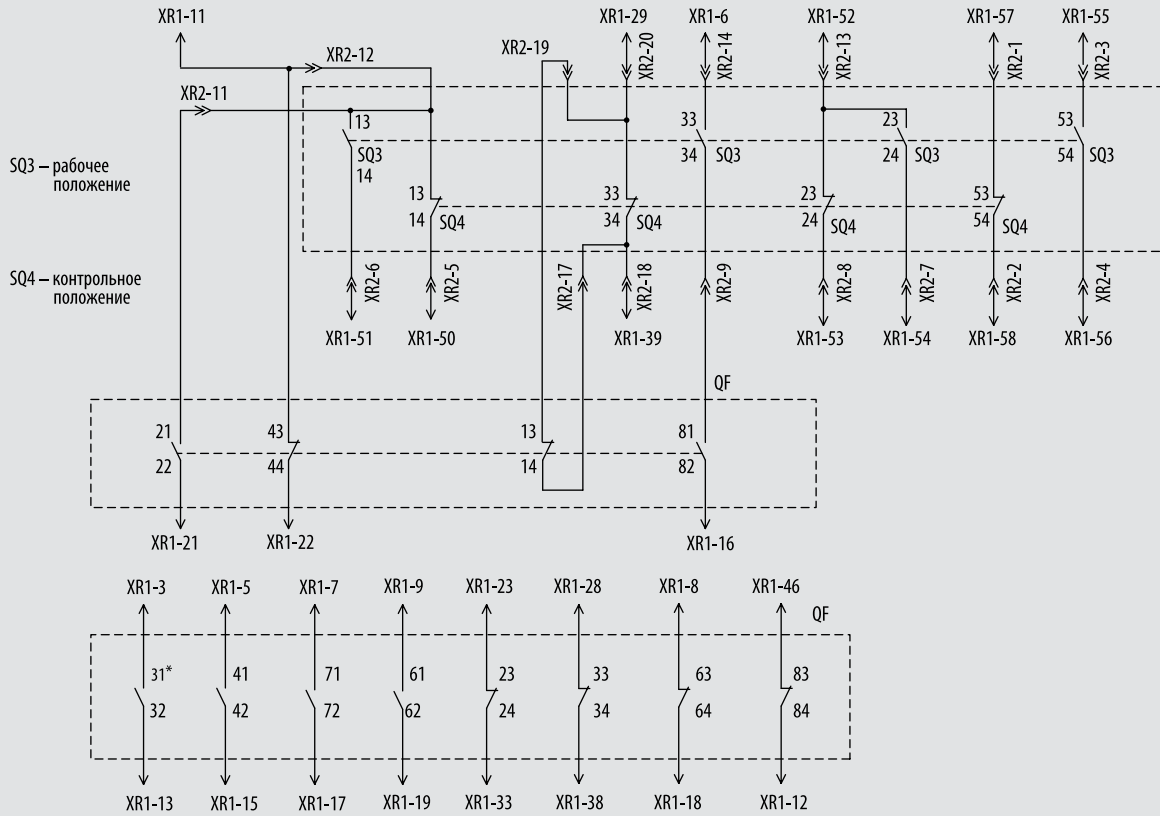 XR1-11
XR1-29
XR1-6
XR1-52
XR1-57
XR1-55
XR2-12
XR2-19
XR2-20
XR2-14
XR2-13
XR2-1
XR2-3
XR2-11
13
SQ3
14
33
34
SQ3
23
24
SQ3
53
54
SQ3
SQ3 – рабочее
положение
13
14
SQ4
33
34
SQ4
23
24
SQ4
53
54
SQ4
SQ4 – контрольное
положение
XR2-6
XR2-5
XR2-17
XR2-18
XR2-9
XR2-8
XR2-7
XR2-2
XR2-4
XR1-51
XR1-50
XR1-39
XR1-53
XR1-54
XR1-58
XR1-56
QF
21
22
43
44
13
14
81
82
XR1-21
XR1-22
XR1-16
XR1-3
XR1-5
XR1-7
XR1-9
XR1-23
XR1-28
XR1-8
XR1-46
QF
31*
32
41
42
71
72
61
62
23
24
33
34
63
64
83
84
XR1-13
XR1-15
XR1-17
XR1-19
XR1-33
XR1-38
XR1-18
XR1-12